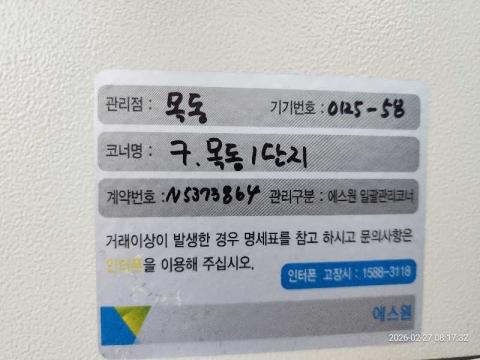 관리점 : 목동 기기번호 : 0125-58
코너명 : 구. 목동 1단지
계약번호 : N5373864 관리구분 : 에스원 일괄관리코너
거래이상이 발생한 경우 명세표를 참고 하시고 문의사항은
인터폰을 이용해 주십시오.
인터폰 고장시 : 1588-3118
에스원
2026-02-27 08:17:32